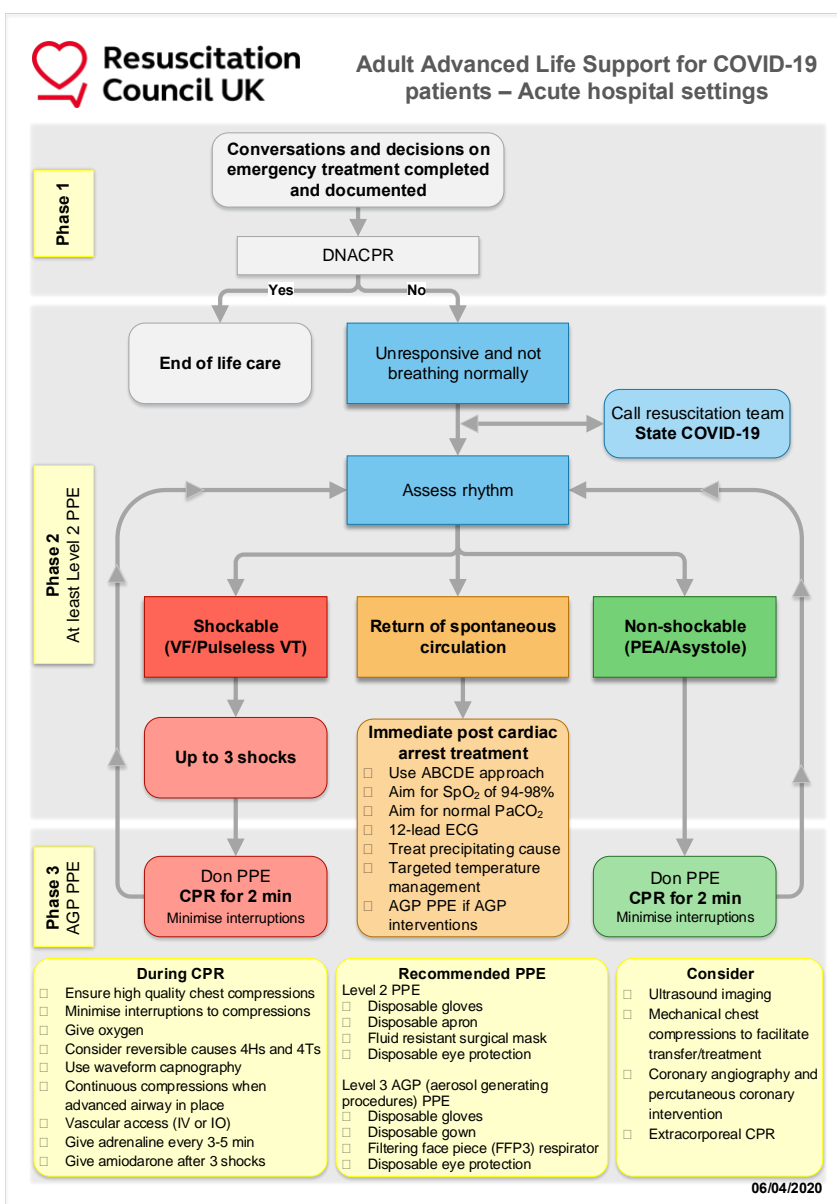 Resuscitation
Council UK
Adult Advanced Life Support for COVID-19
patients – Acute hospital settings
Phase 1
Conversations and decisions on
emergency treatment completed
and documented
DNACPR
Yes
No
End of life care
Unresponsive and not
breathing normally
Call resuscitation team
State COVID-19
Phase 2
At least Level 2 PPE
Assess rhythm
Shockable
(VF/Pulseless VT)
Return of spontaneous
circulation
Non-shockable
(PEA/Asystole)
Up to 3 shocks
Immediate post cardiac
arrest treatment
Use ABCDE approach
Aim for SpO₂ of 94-98%
Aim for normal PaCO₂
12-lead ECG
Treat precipitating cause
Targeted temperature
management
AGP PPE if AGP
interventions
Phase 3
AGP PPE
Don PPE
CPR for 2 min
Minimise interruptions
Don PPE
CPR for 2 min
Minimise interruptions
During CPR
Ensure high quality chest compressions
Minimise interruptions to compressions
Give oxygen
Consider reversible causes 4Hs and 4Ts
Use waveform capnography
Continuous compressions when
advanced airway in place
Vascular access (IV or IO)
Give adrenaline every 3-5 min
Give amiodarone after 3 shocks
Recommended PPE
Level 2 PPE
Disposable gloves
Disposable apron
Fluid resistant surgical mask
Disposable eye protection
Level 3 AGP (aerosol generating
procedures) PPE
Disposable gloves
Disposable gown
Filtering face piece (FFP3) respirator
Disposable eye protection
Consider
Ultrasound imaging
Mechanical chest
compressions to facilitate
transfer/treatment
Coronary angiography and
percutaneous coronary
intervention
Extracorporeal CPR
06/04/2020